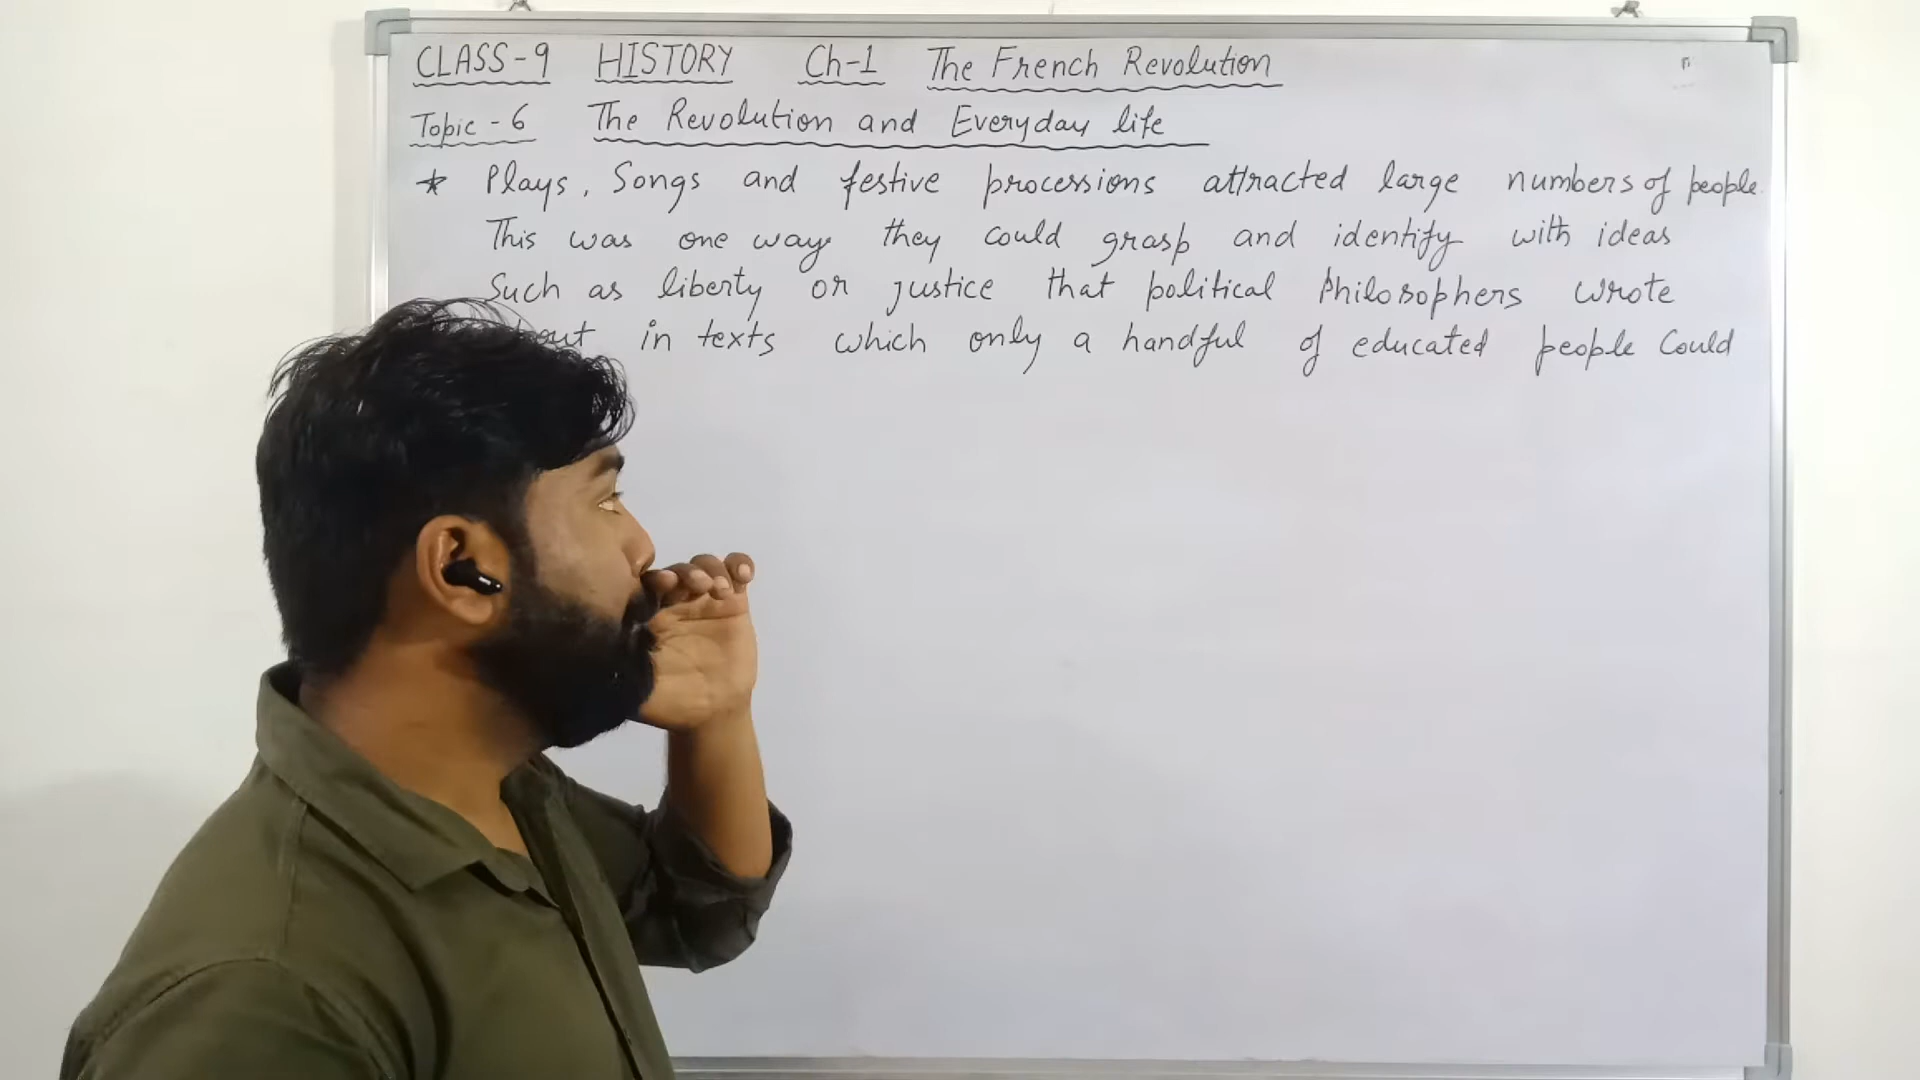 CLASS-9 HISTORY Ch-1 The French Revolution
Topic-6 The Revolution and Everyday life
* Plays, Songs and festive processions attracted large numbers of people.
This was one way they could grasp and identify with ideas
Such as liberty or justice that political philosophers wrote
in texts which only a handful of educated people Could